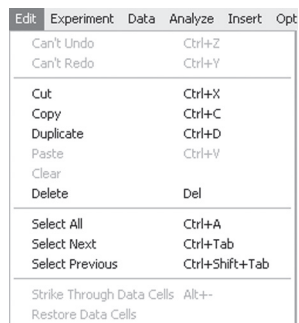 Edit Experiment Data Analyze Insert Opt
Can't Undo Ctrl+Z
Can't Redo Ctrl+Y
Cut Ctrl+X
Copy Ctrl+C
Duplicate Ctrl+D
Paste Ctrl+V
Clear
Delete Del
Select All Ctrl+A
Select Next Ctrl+Tab
Select Previous Ctrl+Shift+Tab
Strike Through Data Cells Alt+-
Restore Data Cells